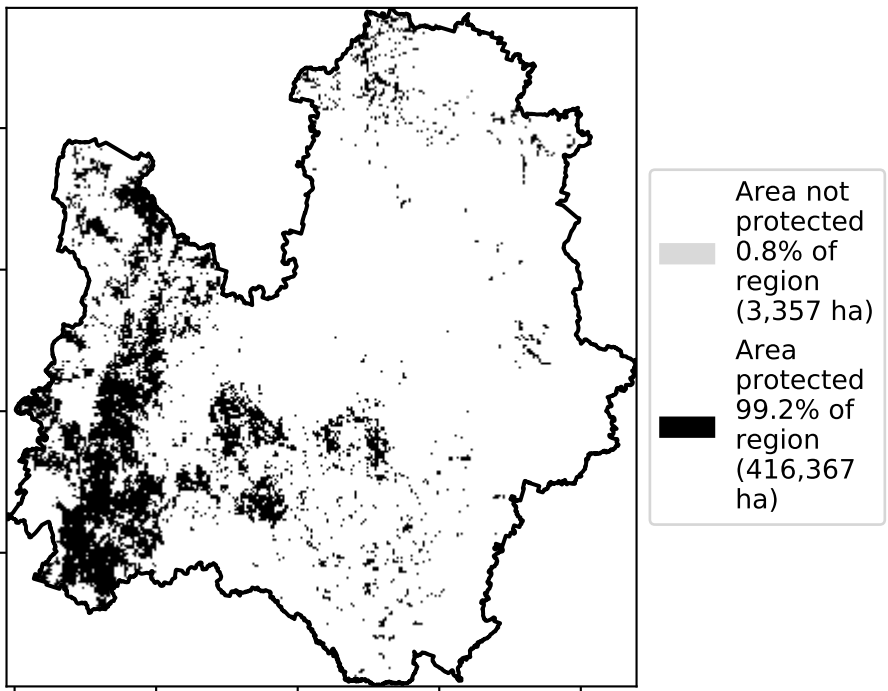 Area not
protected
0.8% of
region
(3,357 ha)
Area
protected
99.2% of
region
(416,367
ha)